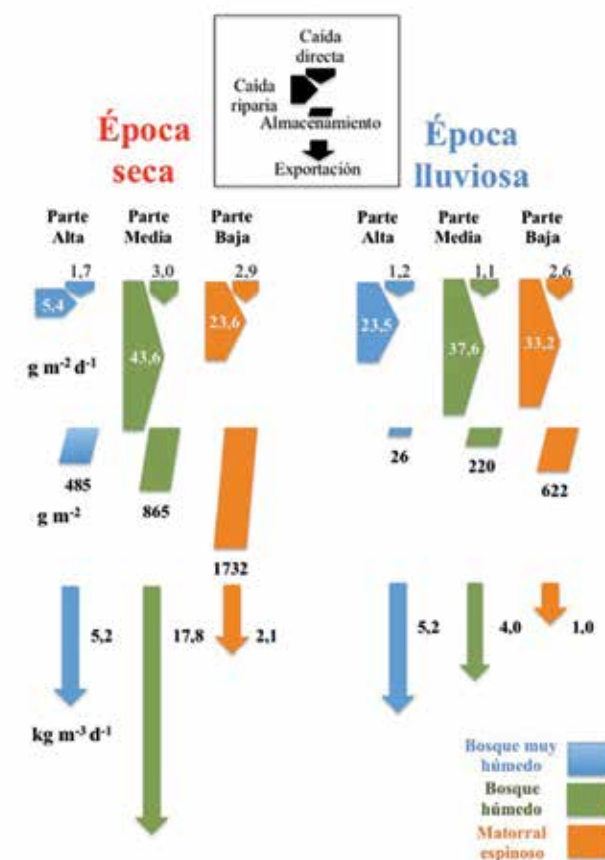 Caída
directa
Caída
riparia
Almacenamiento
Exportación
Época
seca
Época
lluviosa
Parte
Alta
Parte
Media
Parte
Baja
Parte
Alta
Parte
Media
Parte
Baja
1,7
3,0
2,9
1,2
1,1
2,6
5,4
43,6
23,6
23,5
37,6
33,2
g m⁻² d⁻¹
485
865
1732
26
220
622
g m⁻²
5,2
17,8
2,1
5,2
4,0
1,0
kg m⁻³ d⁻¹
Bosque muy
húmedo
Bosque
húmedo
Matorral
espinoso